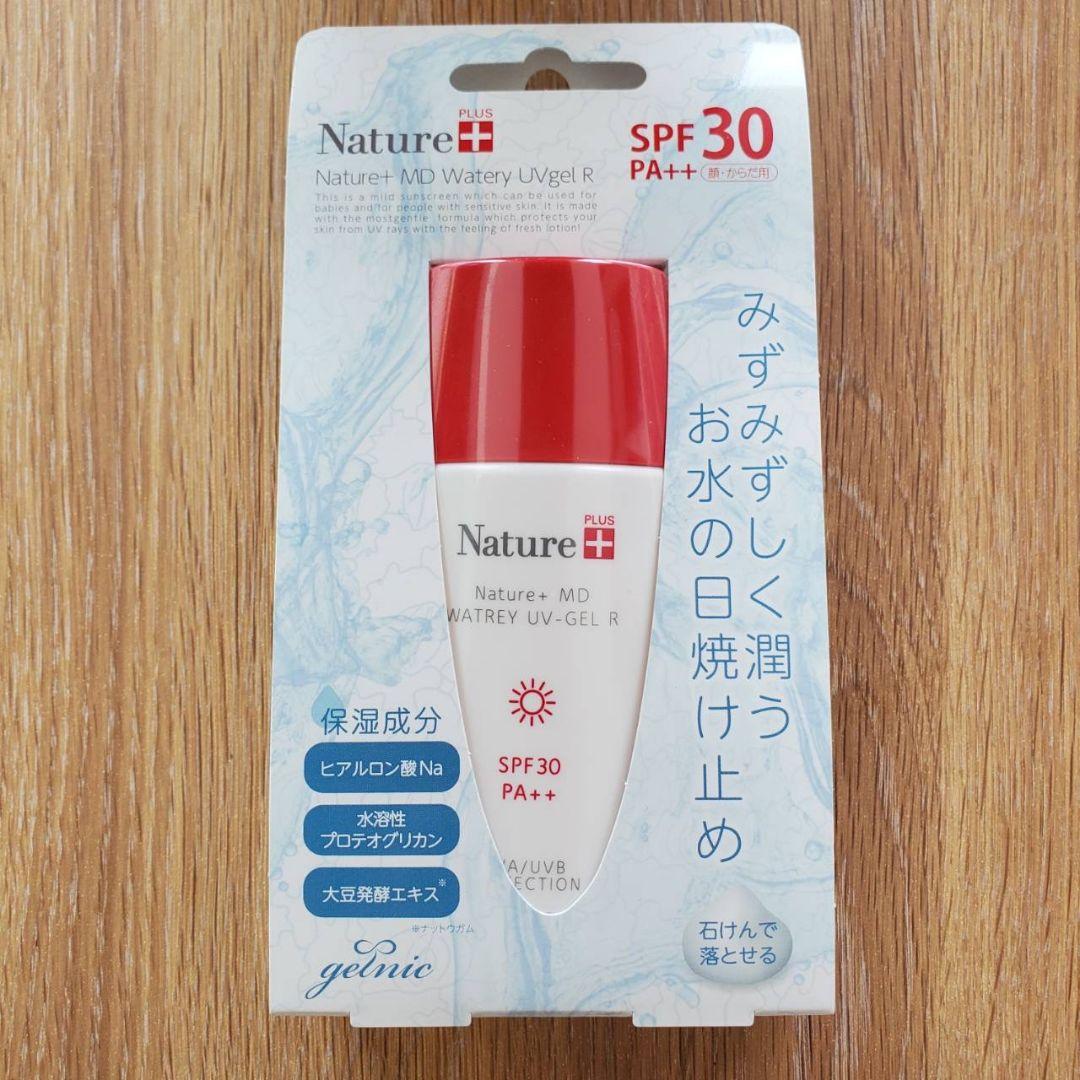 PLUS
Nature
Nature+ MD Watery UVgel R
This is a mild sunscreen which can be used for
babies and for people with sensitive skin. It is made
with the mostgentle formula which protects your
skin from UV rays with the feeling of fresh lotion!
SPF30
PA++ 顔・からだ用
みずみずしく潤う
お水の日焼け止め
PLUS
Nature
Nature+ MD
WATREY UV-GEL R
SPF30
PA++
/A/UVB
ECTION
保湿成分
ヒアルロン酸Na
水溶性
プロテオグリカン
大豆発酵エキス※
※ナットウガム
gelnic
石けんで
落とせる